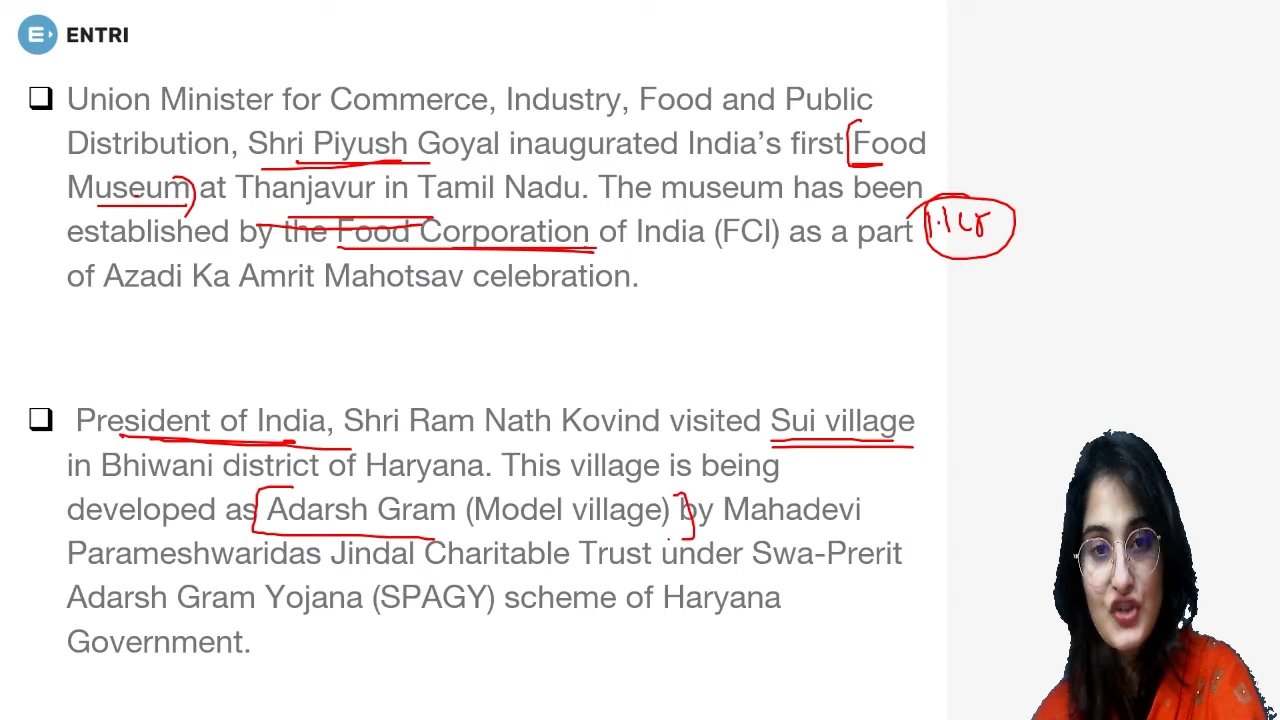 ENTRI
Union Minister for Commerce, Industry, Food and Public
Distribution, Shri Piyush Goyal inaugurated India's first Food
Museum at Thanjavur in Tamil Nadu. The museum has been
established by the Food Corporation of India (FCI) as a part
1.1 cr
of Azadi Ka Amrit Mahotsav celebration.
President of India, Shri Ram Nath Kovind visited Sui village
in Bhiwani district of Haryana. This village is being
developed as Adarsh Gram (Model village) by Mahadevi
Parameshwaridas Jindal Charitable Trust under Swa-Prerit
Adarsh Gram Yojana (SPAGY) scheme of Haryana
Government.